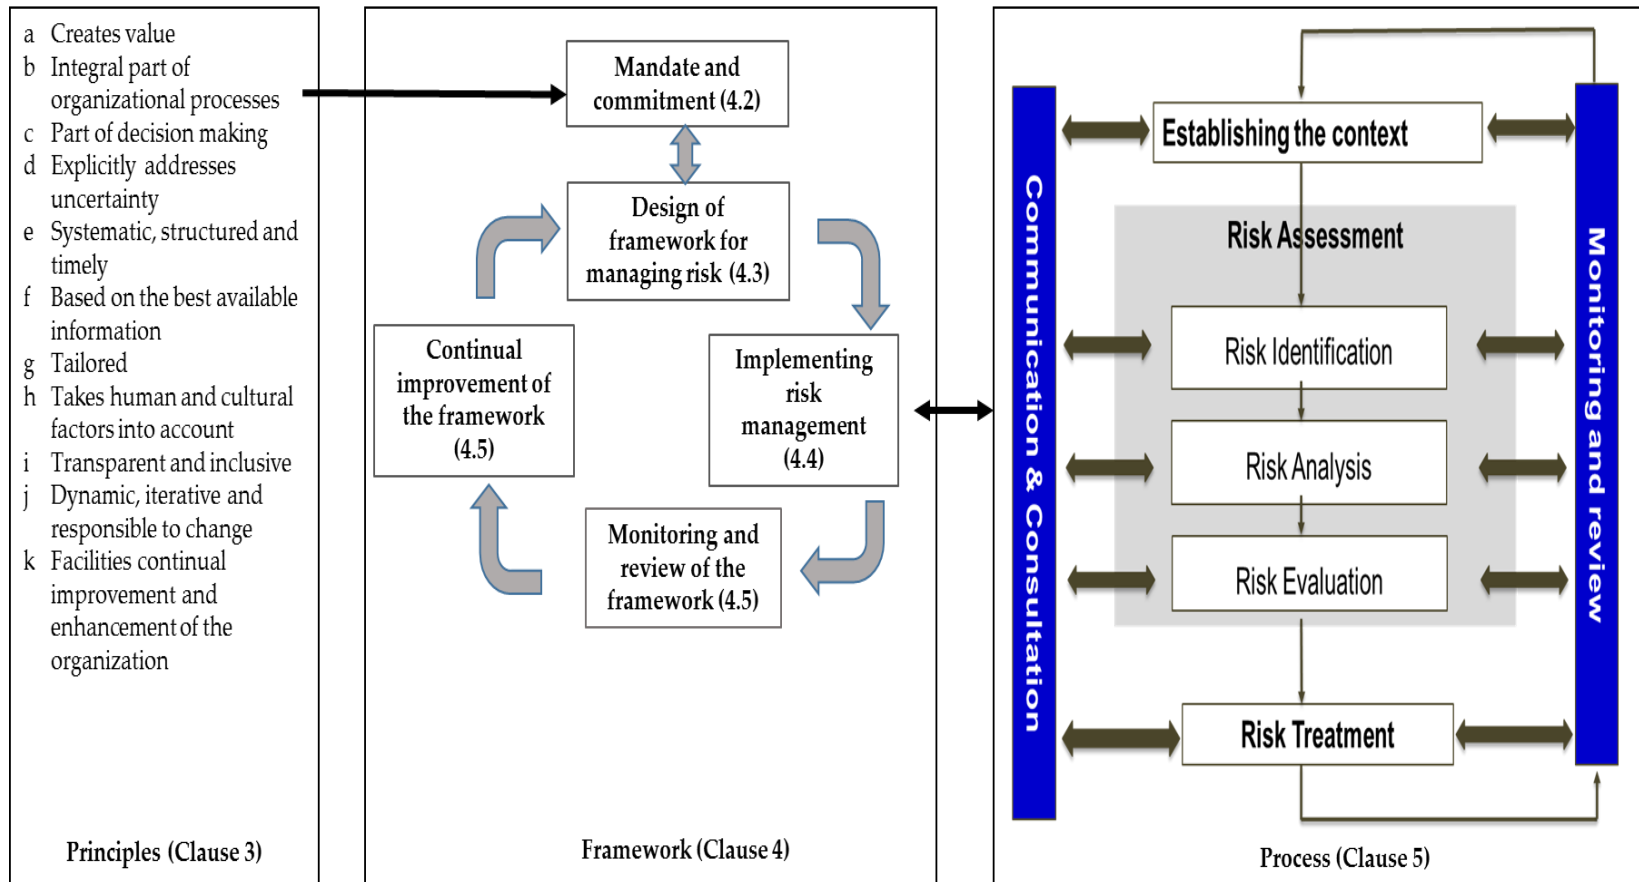 a Creates value
b Integral part of
organizational processes
c Part of decision making
d Explicitly addresses
uncertainty
e Systematic, structured and
timely
f Based on the best available
information
g Tailored
h Takes human and cultural
factors into account
i Transparent and inclusive
j Dynamic, iterative and
responsible to change
k Facilities continual
improvement and
enhancement of the
organization
Principles (Clause 3)
Mandate and
commitment (4.2)
Design of
framework for
managing risk (4.3)
Continual
improvement of
the framework
(4.5)
Implementing
risk
management
(4.4)
Monitoring and
review of the
framework (4.5)
Framework (Clause 4)
Communication & Consultation
Establishing the context
Risk Assessment
Risk Identification
Risk Analysis
Risk Evaluation
Risk Treatment
Monitoring and review
Process (Clause 5)